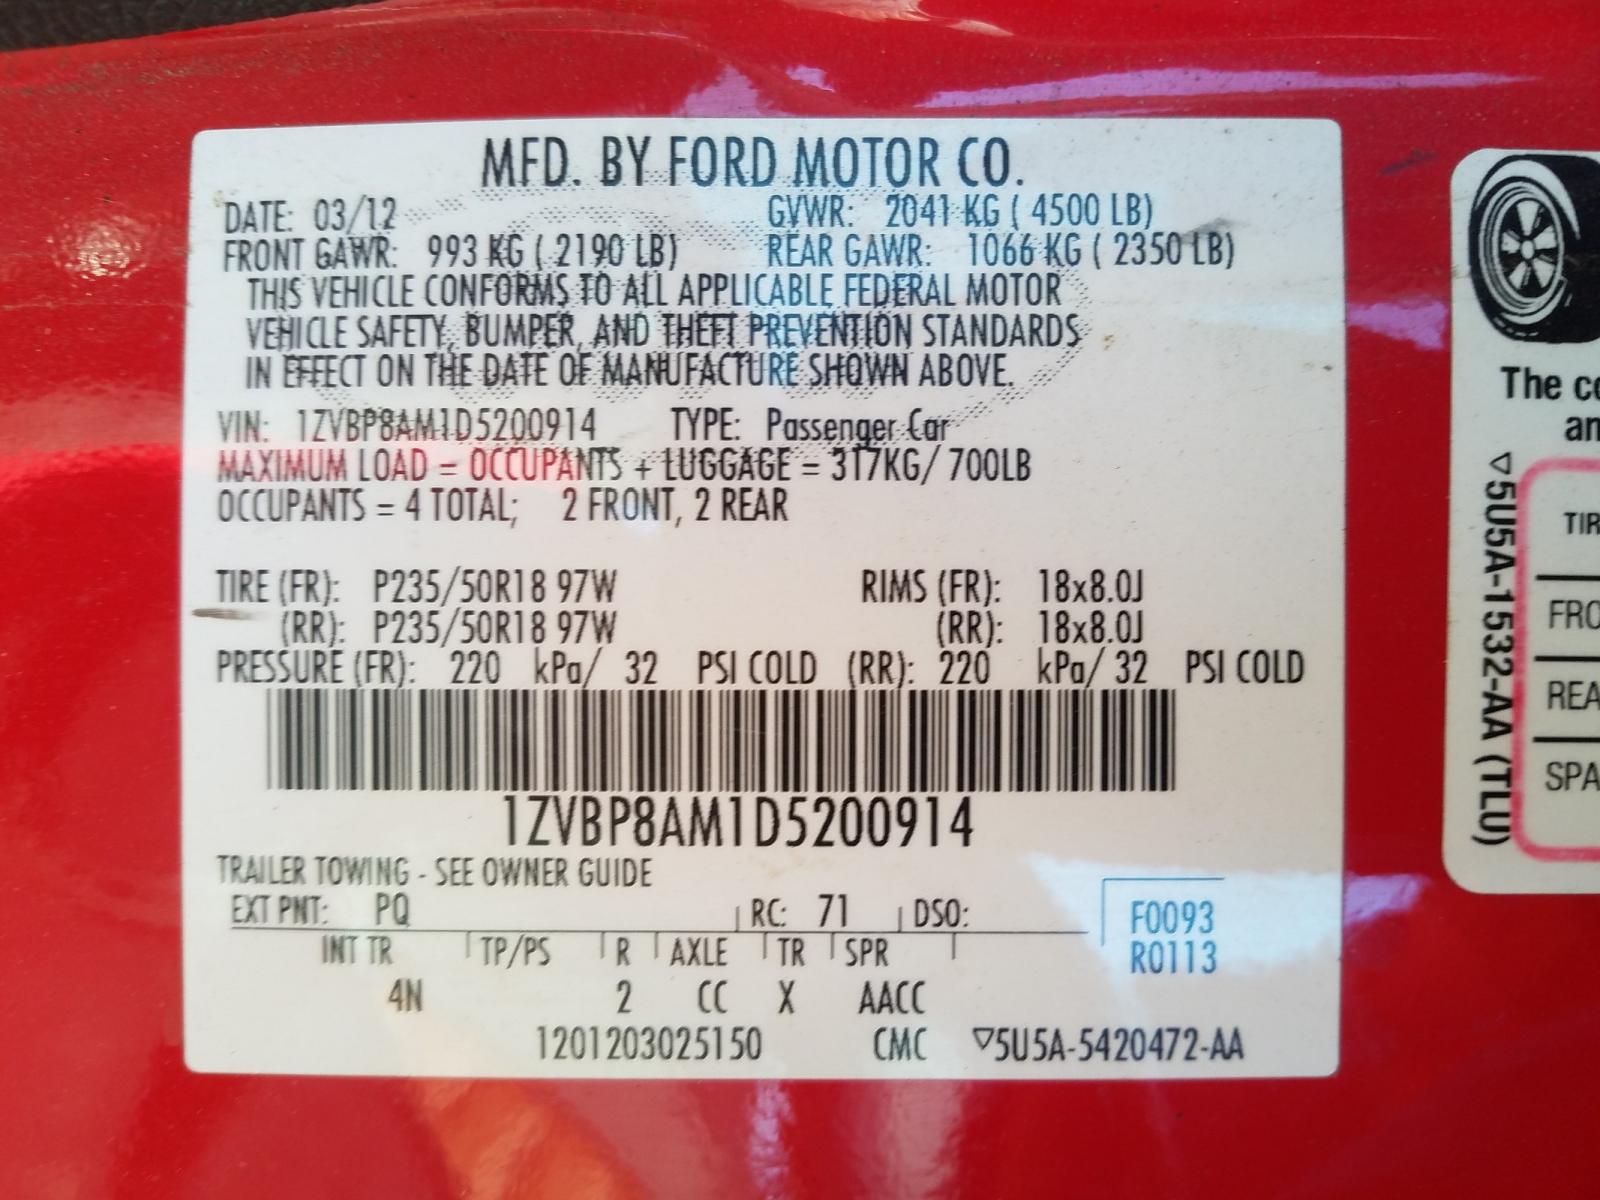 MFD. BY FORD MOTOR CO.
DATE: 03/12 GVWR: 2041 KG ( 4500 LB)
FRONT GAWR: 993 KG ( 2190 LB) REAR GAWR: 1066 KG ( 2350 LB)
THIS VEHICLE CONFORMS TO ALL APPLICABLE FEDERAL MOTOR
VEHICLE SAFETY, BUMPER, AND THEFT PREVENTION STANDARDS
IN EFFECT ON THE DATE OF MANUFACTURE SHOWN ABOVE.
VIN: 1ZVBP8AM1D5200914 TYPE: Passenger Car
MAXIMUM LOAD = OCCUPANTS + LUGGAGE = 317KG/ 700LB
OCCUPANTS = 4 TOTAL; 2 FRONT, 2 REAR
TIRE (FR): P235/50R18 97W RIMS (FR): 18x8.0J
(RR): P235/50R18 97W (RR): 18x8.0J
PRESSURE (FR): 220 kPa/ 32 PSI COLD (RR): 220 kPa/ 32 PSI COLD
1ZVBP8AM1D5200914
TRAILER TOWING - SEE OWNER GUIDE
EXT PNT: PQ RC: 71 DSO:
INT TR TP/PS R AXLE TR SPR
4N 2 CC X AACC
F0093
R0113
1201203025150 CMC ▽5U5A-5420472-AA
The
▽5U5A-1532-AA (TLU)